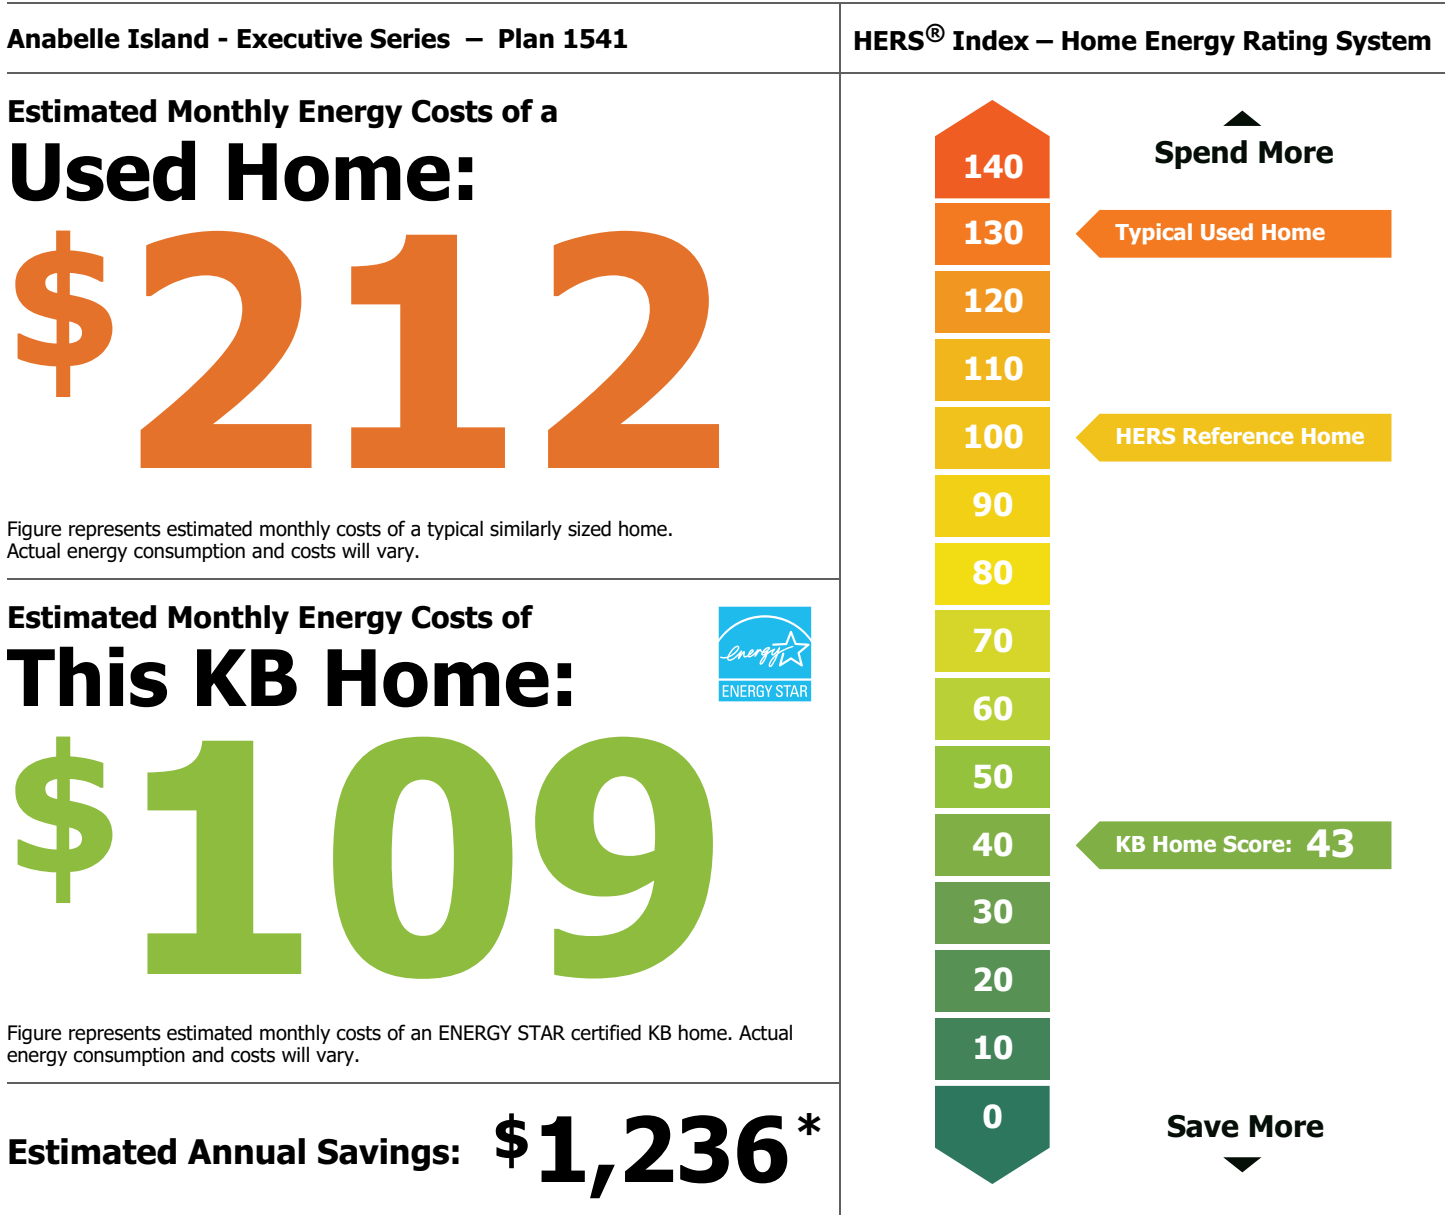 Anabelle Island - Executive Series – Plan 1541
Estimated Monthly Energy Costs of a
Used Home:
$212
Figure represents estimated monthly costs of a typical similarly sized home.
Actual energy consumption and costs will vary.
Estimated Monthly Energy Costs of
This KB Home:
energy
ENERGY STAR
$109
Figure represents estimated monthly costs of an ENERGY STAR certified KB home. Actual
energy consumption and costs will vary.
Estimated Annual Savings: $1,236*
HERS® Index – Home Energy Rating System
Spend More
140
130 Typical Used Home
120
110
100 HERS Reference Home
90
80
70
60
50
40 KB Home Score: 43
30
20
10
0
Save More